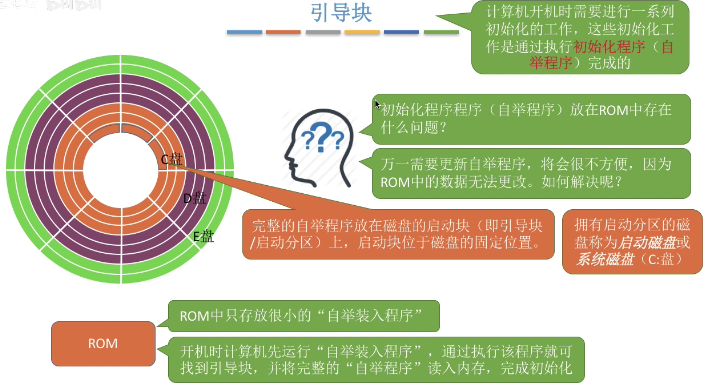 引导块
计算机开机时需要进行一系列
初始化的工作，这些初始化工
作是通过执行初始化程序（自
举程序）完成的
初始化程序程序（自举程序）放在ROM中存在
什么问题？
万一需要更新自举程序，将会很不方便，因为
ROM中的数据无法更改。如何解决呢？
C盘
D盘
E盘
完整的自举程序放在磁盘的启动块（即引导块
/启动分区）上，启动块位于磁盘的固定位置。
拥有启动分区的磁
盘称为启动磁盘或
系统磁盘（C:盘）
ROM
ROM中只存放很小的“自举装入程序”
开机时计算机先运行“自举装入程序”，通过执行该程序就可
找到引导块，并将完整的“自举程序”读入内存，完成初始化